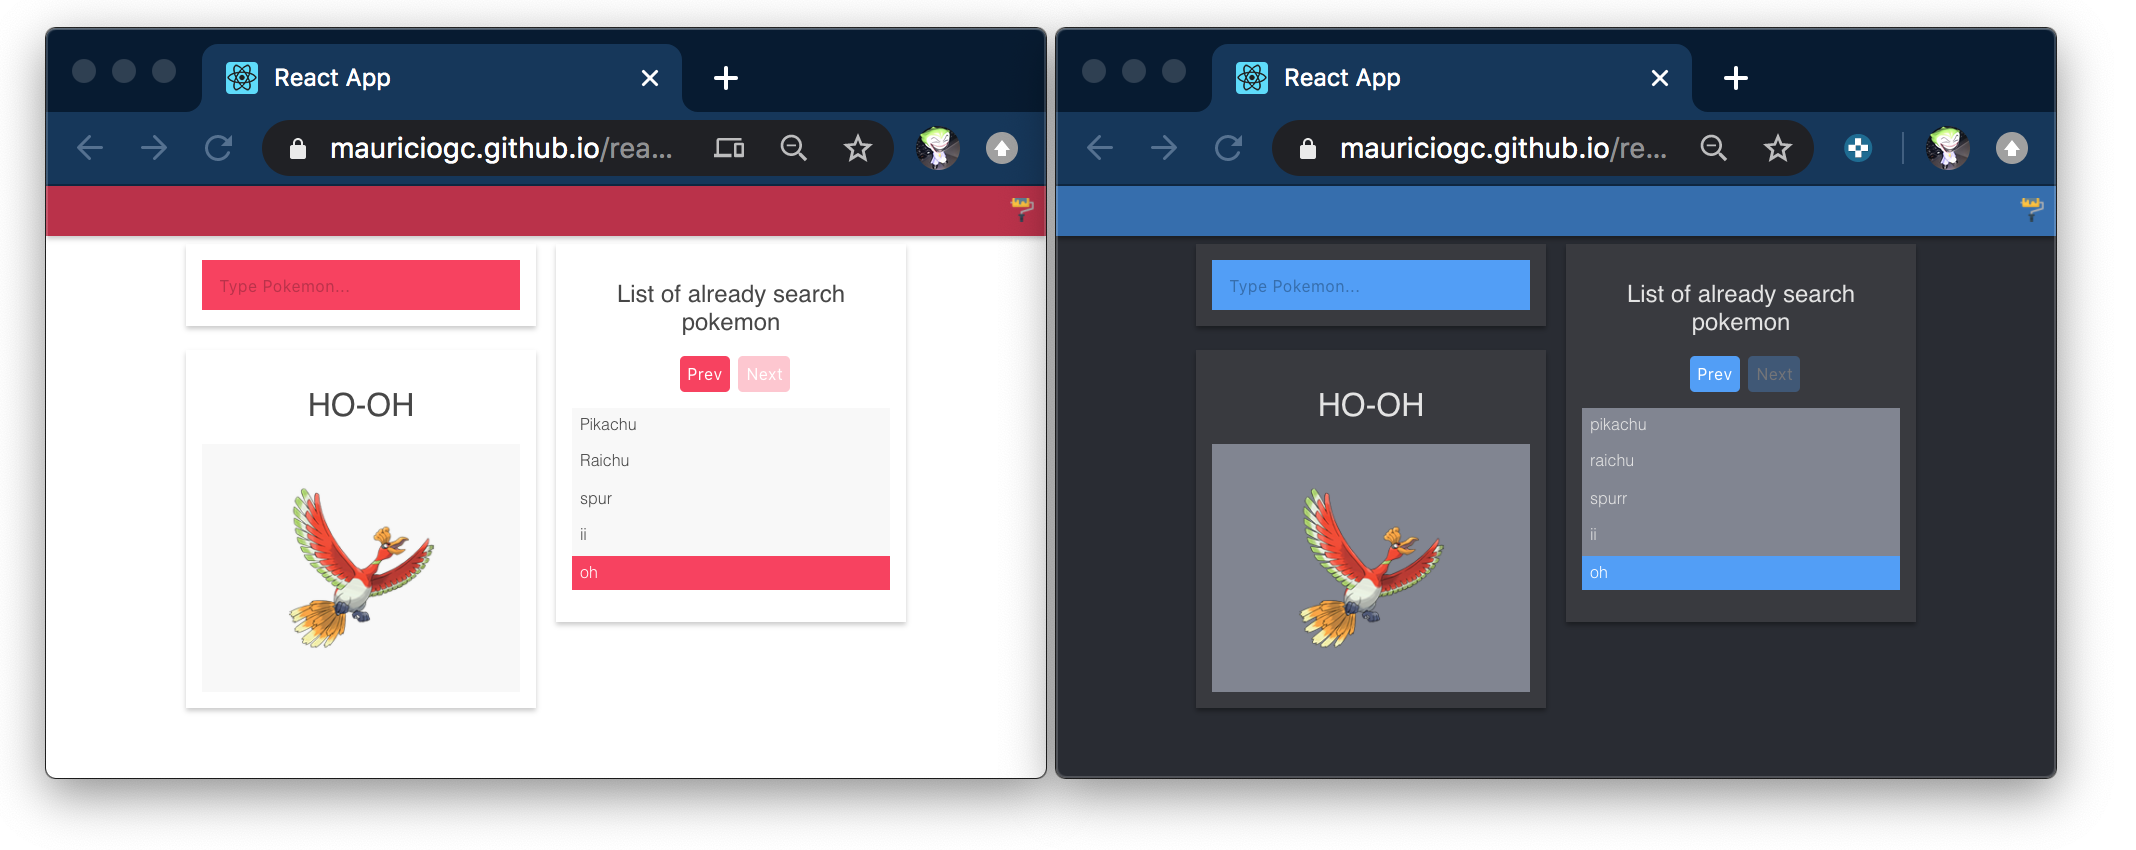 React App
mauriciogc.github.io/rea...
Type Pokemon...
HO-OH
List of already search
pokemon
Prev Next
Pikachu
Raichu
spur
ii
oh
React App
mauriciogc.github.io/re...
Type Pokemon...
HO-OH
List of already search
pokemon
Prev Next
pikachu
raichu
spurr
ii
oh